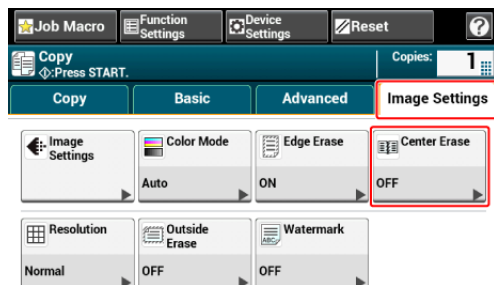 Job Macro
Function
Settings
Device
Settings
Reset
?
Copy
:Press START.
Copies:
1
Copy
Basic
Advanced
Image Settings
Image
Settings
Color Mode
Auto
Edge Erase
ON
Center Erase
OFF
Resolution
Normal
Outside
Erase
OFF
Watermark
ABC
OFF